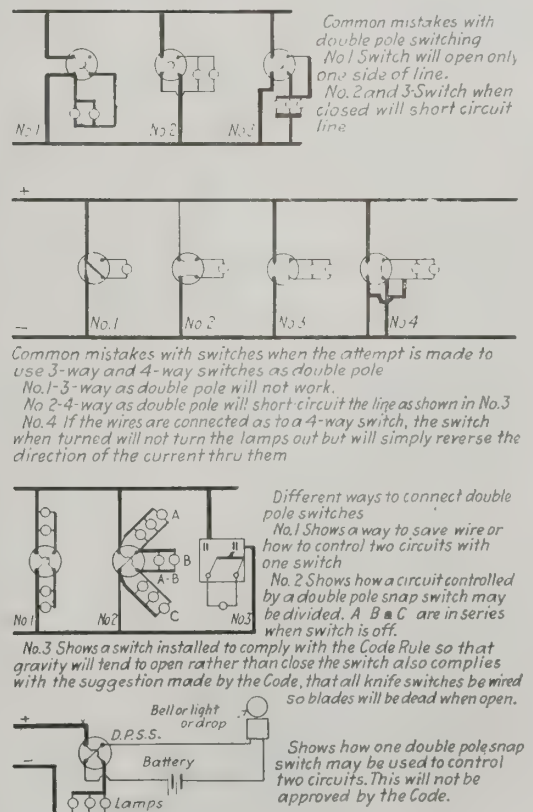 Common mistakes with
double pole switching
No 1 Switch will open only
one side of line.
No. 2 and 3-Switch when
closed will short circuit
line
No 1
No 2
No 3
+
−
No.1
No 2
No 3
No 4
Common mistakes with switches when the attempt is made to
use 3-way and 4-way switches as double pole
No.1-3-way as double pole will not work.
No 2-4-way as double pole will short-circuit the line as shown in No.3
No. 4 If the wires are connected as to a 4-way switch, the switch
when turned will not turn the lamps out but will simply reverse the
direction of the current thru them
A
B
A-B
C
No 1
No2
No3
Different ways to connect double
pole switches
No.1 Shows a way to save wire or
how to control two circuits with
one switch
No. 2 Shows how a circuit controlled
by a double pole snap switch may
be divided. A B & C are in series
when switch is off.
No.3 Shows a switch installed to comply with the Code Rule so that
gravity will tend to open rather than close the switch also complies
with the suggestion made by the Code, that all knife switches be wired
so blades will be dead when open.
+
−
D.P.S.S.
Bell or light
or drop
Battery
Lamps
Shows how one double pole snap
switch may be used to control
two circuits. This will not be
approved by the Code.